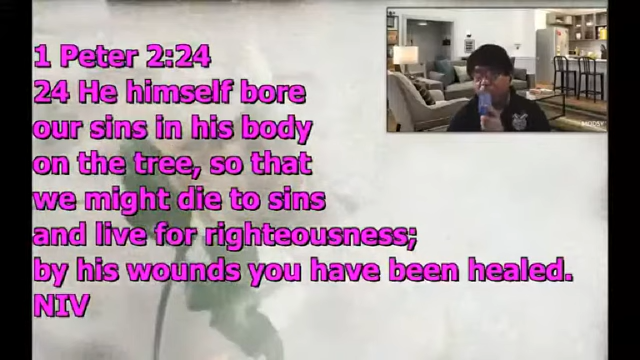 1 Peter 2:24
24 He himself bore
our sins in his body
on the tree, so that
we might die to sins
and live for righteousness;
by his wounds you have been healed.
NIV
MODSY